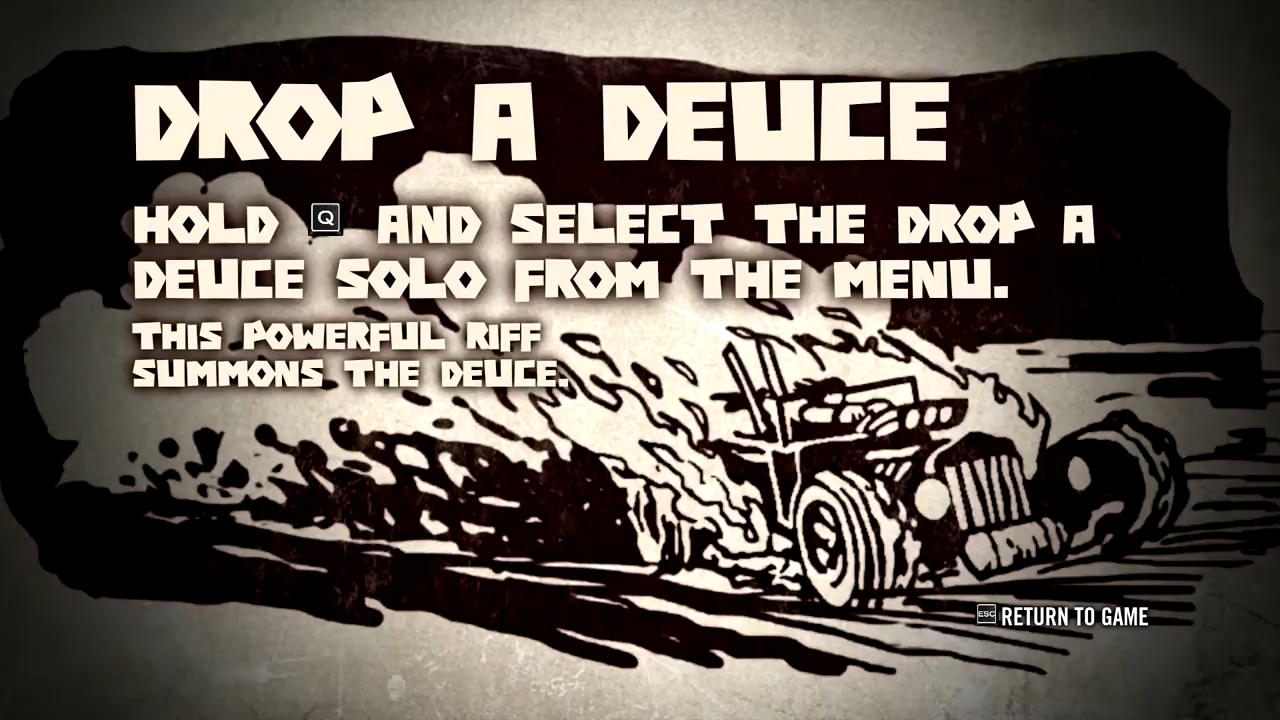 DROP A DEUCE
HOLD Q AND SELECT THE DROP A
DEUCE SOLO FROM THE MENU.
THIS POWERFUL RIFF
SUMMONS THE DEUCE.
ESC RETURN TO GAME